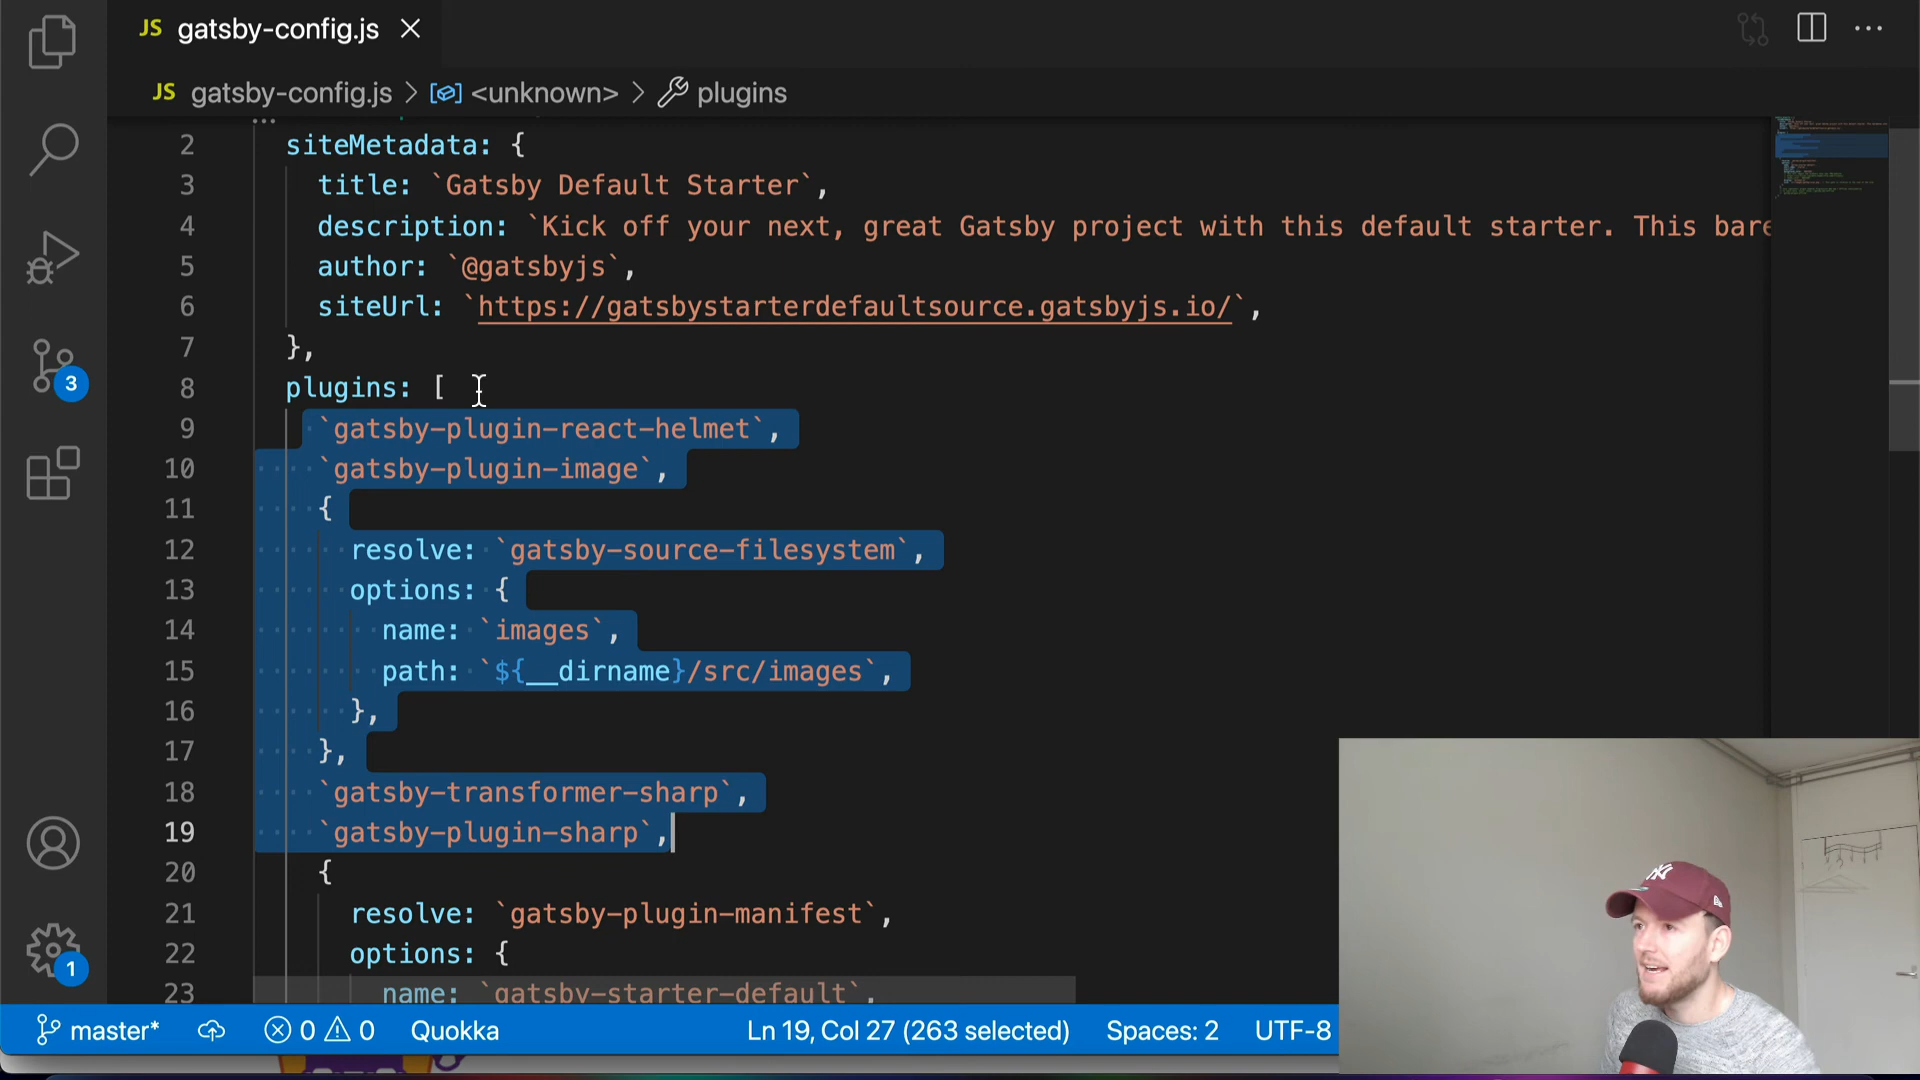 JS gatsby-config.js
JS gatsby-config.js > <unknown> > plugins
2 siteMetadata: {
3 title: `Gatsby Default Starter`,
4 description: `Kick off your next, great Gatsby project with this default starter. This bare
5 author: `@gatsbyjs`,
6 siteUrl: `https://gatsbystarterdefaultsource.gatsbyjs.io/`,
7 },
8 plugins: [
9 `gatsby-plugin-react-helmet`,
10 `gatsby-plugin-image`,
11 {
12 resolve: `gatsby-source-filesystem`,
13 options: {
14 name: `images`,
15 path: `${__dirname}/src/images`,
16 },
17 },
18 `gatsby-transformer-sharp`,
19 `gatsby-plugin-sharp`,
20 {
21 resolve: `gatsby-plugin-manifest`,
22 options: {
23 name: `gatsby-starter-default`,
3
1
master* 0 0 Quokka Ln 19, Col 27 (263 selected) Spaces: 2 UTF-8
NY